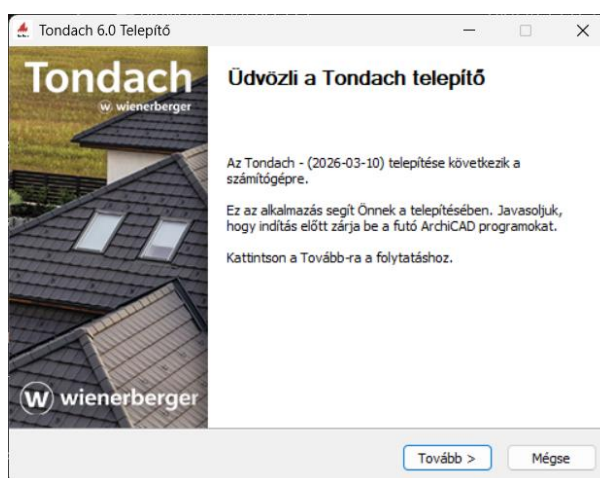 Tondach 6.0 Telepítő
Tondach
wienerberger
Üdvözli a Tondach telepítő
Az Tondach - (2026-03-10) telepítése következik a
számítógépre.
Ez az alkalmazás segít Önnek a telepítésében. Javasoljuk,
hogy indítás előtt zárja be a futó ArchiCAD programokat.
Kattintson a Tovább-ra a folytatáshoz.
wienerberger
Tovább >
Mégse